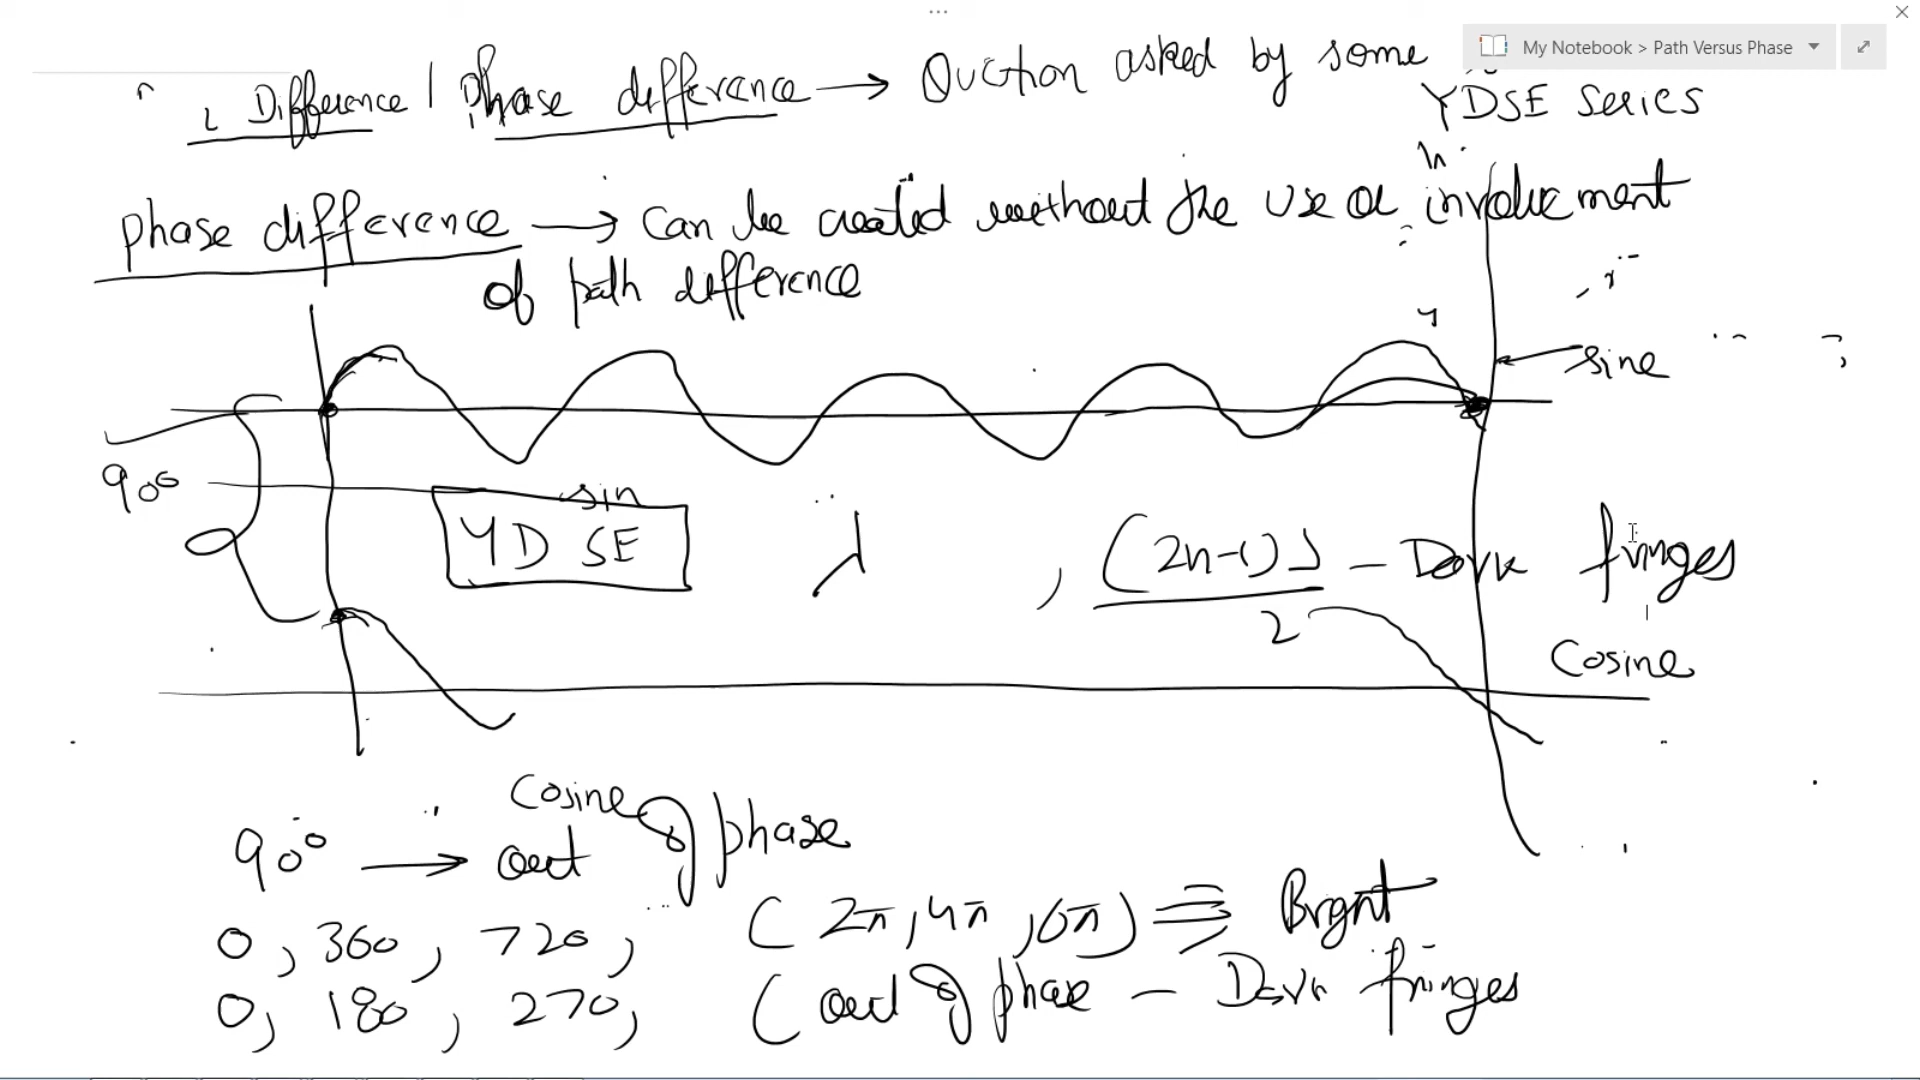 My Notebook > Path Versus Phase
Difference | Phase difference → Quction asked by some
YDSE Series
Phase difference → Can be created without the use or involvement
of path difference
sine
90°
sin
YDSE
λ , (2n-1)λ/2 – Dark fringes
Cosine
Cosine
90° → out of phase
0, 360, 720, (2π, 4π, 6π) ⇒ Bright
0, 180, 270, (out of phase – Dark fringes